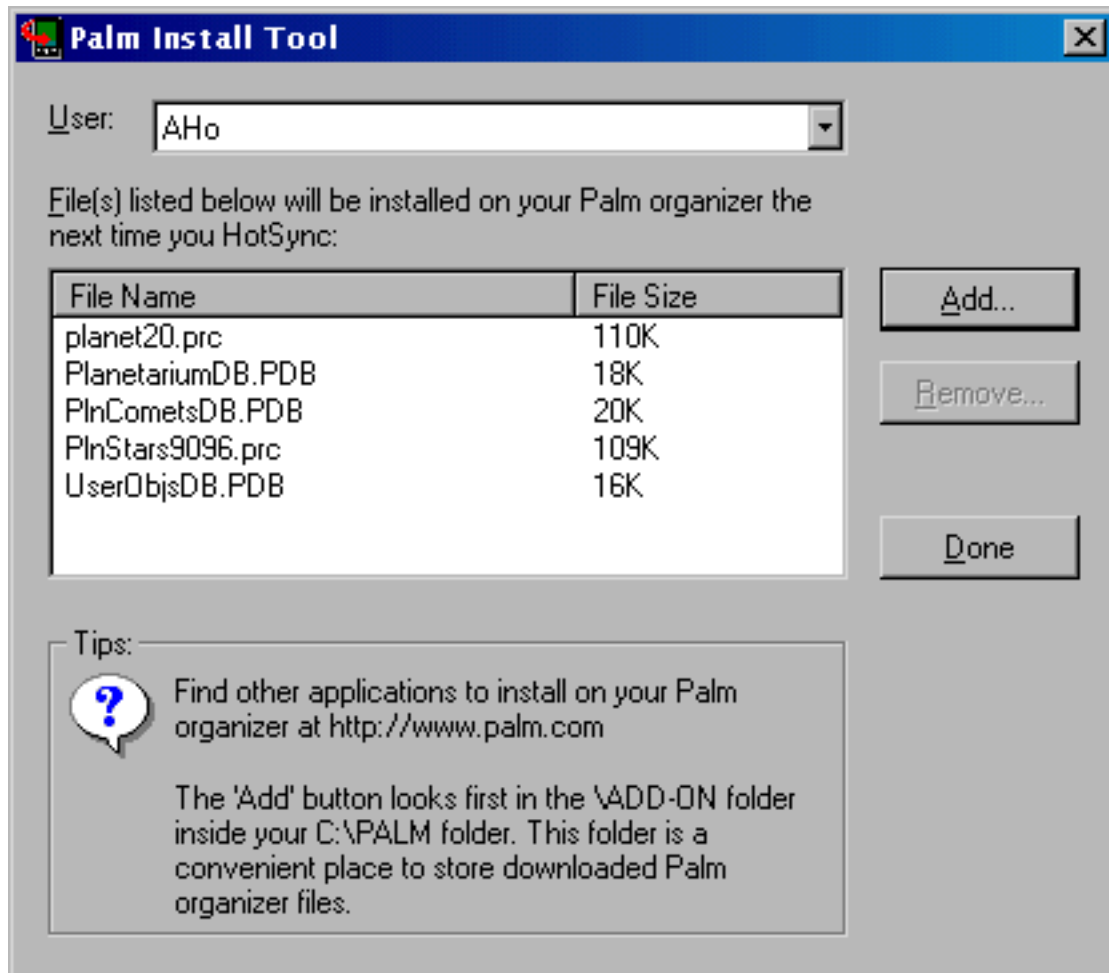 Palm Install Tool
User: AHo
File(s) listed below will be installed on your Palm organizer the
next time you HotSync:
File Name File Size
planet20.prc 110K
PlanetariumDB.PDB 18K
PlnCometsDB.PDB 20K
PlnStars9096.prc 109K
UserObjsDB.PDB 16K
Add...
Remove...
Done
Tips:
?
Find other applications to install on your Palm
organizer at http://www.palm.com
The 'Add' button looks first in the \ADD-ON folder
inside your C:\PALM folder. This folder is a
convenient place to store downloaded Palm
organizer files.